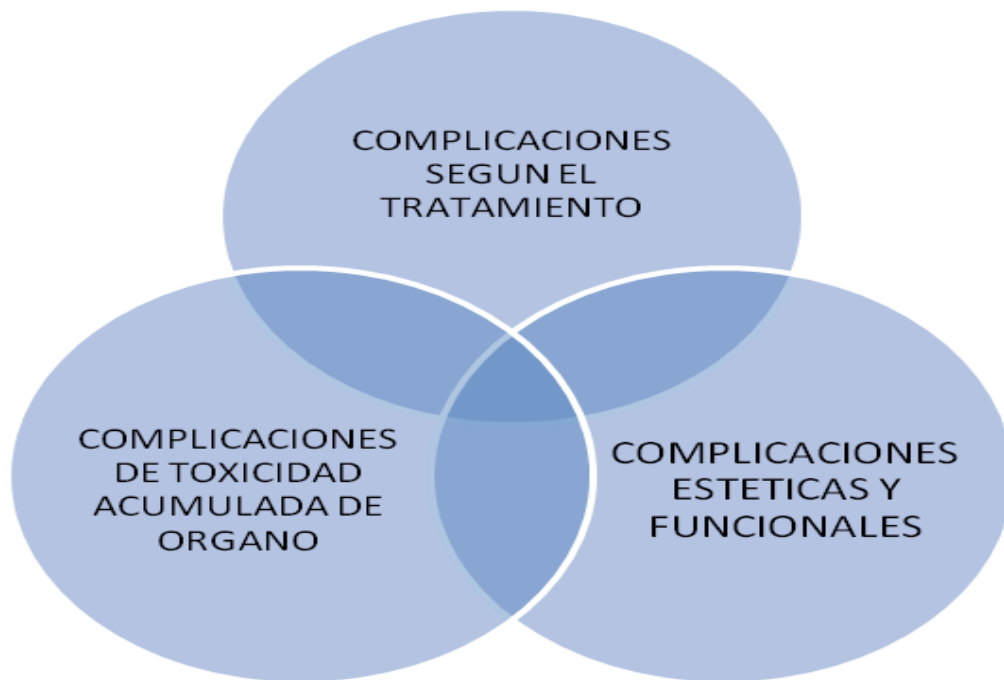 COMPLICACIONES
SEGUN EL
TRATAMIENTO
COMPLICACIONES
DE TOXICIDAD
ACUMULADA DE
ORGANO
COMPLICACIONES
ESTETICAS Y
FUNCIONALES